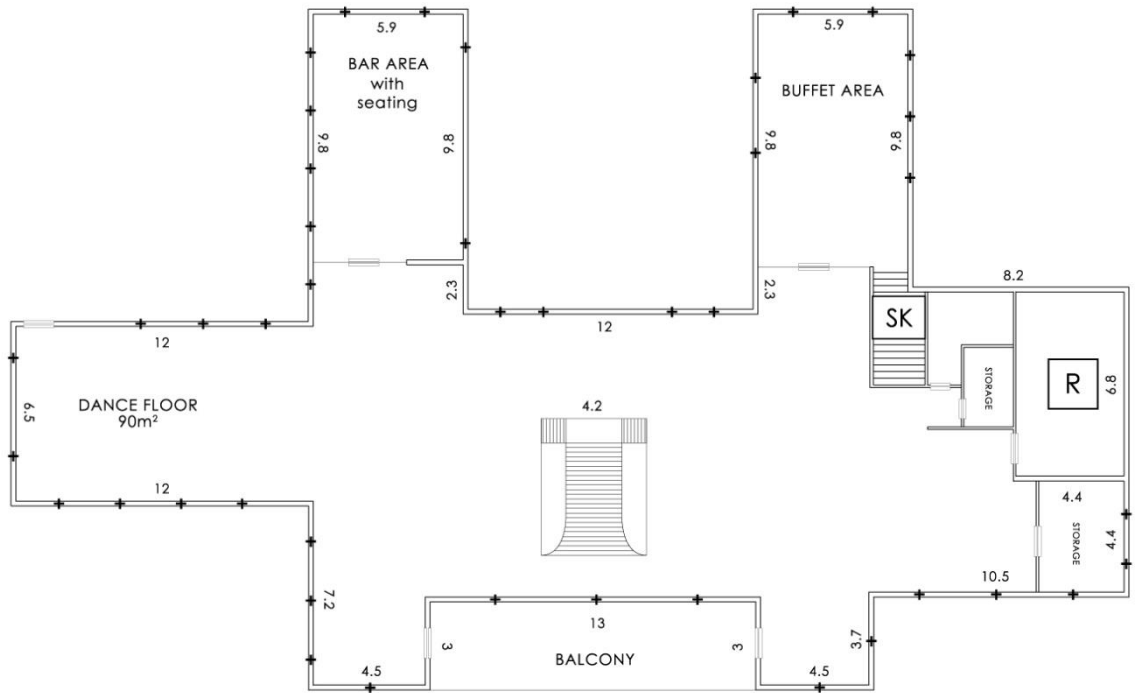 5.9
5.9
BAR AREA
with
seating
BUFFET AREA
9.8
9.8
9.8
9.8
2.3
2.3
8.2
12
12
SK
STORAGE
R
6.8
6.5
DANCE FLOOR
90m²
4.2
12
4.4
STORAGE
4.4
10.5
7.2
13
3
3
3.7
BALCONY
4.5
4.5